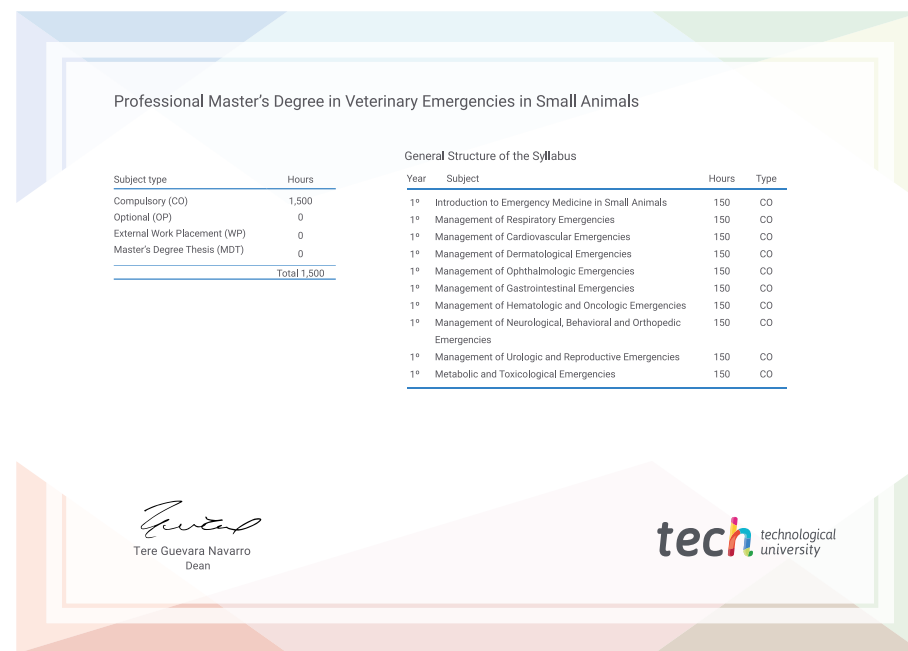 Professional Master's Degree in Veterinary Emergencies in Small Animals
Subject type Hours
Compulsory (CO) 1,500
Optional (OP) 0
External Work Placement (WP) 0
Master's Degree Thesis (MDT) 0
Total 1,500
General Structure of the Syllabus
Year Subject Hours Type
1º Introduction to Emergency Medicine in Small Animals 150 CO
1º Management of Respiratory Emergencies 150 CO
1º Management of Cardiovascular Emergencies 150 CO
1º Management of Dermatological Emergencies 150 CO
1º Management of Ophthalmologic Emergencies 150 CO
1º Management of Gastrointestinal Emergencies 150 CO
1º Management of Hematologic and Oncologic Emergencies 150 CO
1º Management of Neurological, Behavioral and Orthopedic 150 CO
Emergencies
1º Management of Urologic and Reproductive Emergencies 150 CO
1º Metabolic and Toxicological Emergencies 150 CO
Tere Guevara Navarro
Dean
tech technological
university